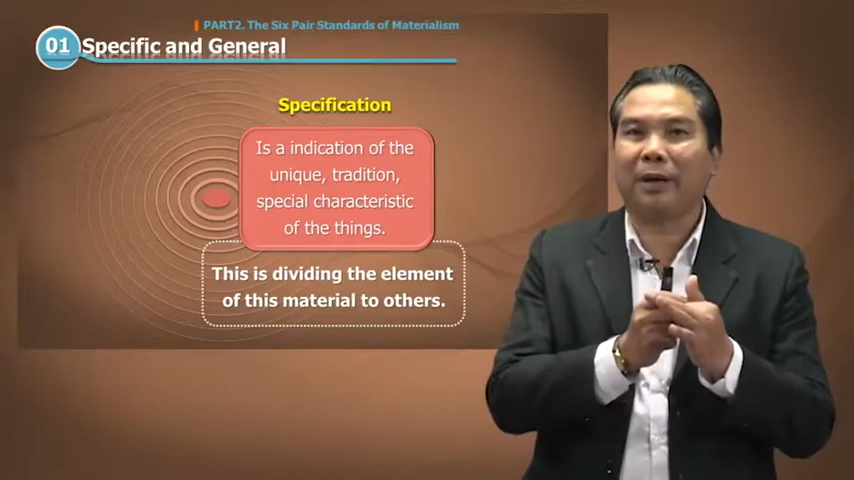 PART2. The Six Pair Standards of Materialism
01 Specific and General
Specification
Is a indication of the
unique, tradition,
special characteristic
of the things.
This is dividing the element
of this material to others.